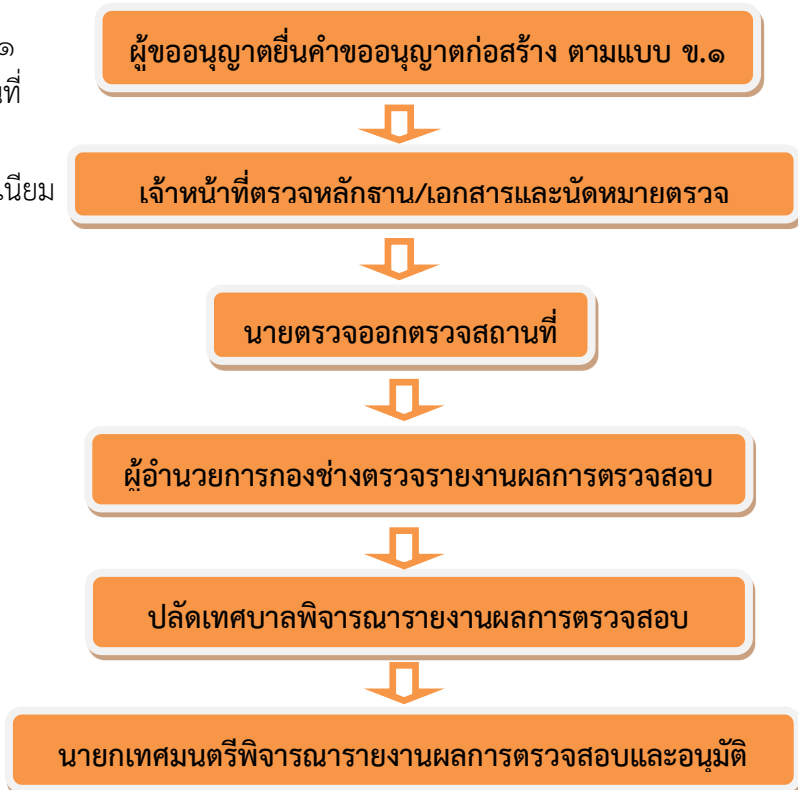 ๑
ผู้ขออนุญาตยื่นคำขออนุญาตก่อสร้าง ตามแบบ ข.๑
นที่
เนียม
เจ้าหน้าที่ตรวจหลักฐาน/เอกสารและนัดหมายตรวจ
นายตรวจออกตรวจสถานที่
ผู้อำนวยการกองช่างตรวจรายงานผลการตรวจสอบ
ปลัดเทศบาลพิจารณารายงานผลการตรวจสอบ
นายกเทศมนตรีพิจารณารายงานผลการตรวจสอบและอนุมัติ